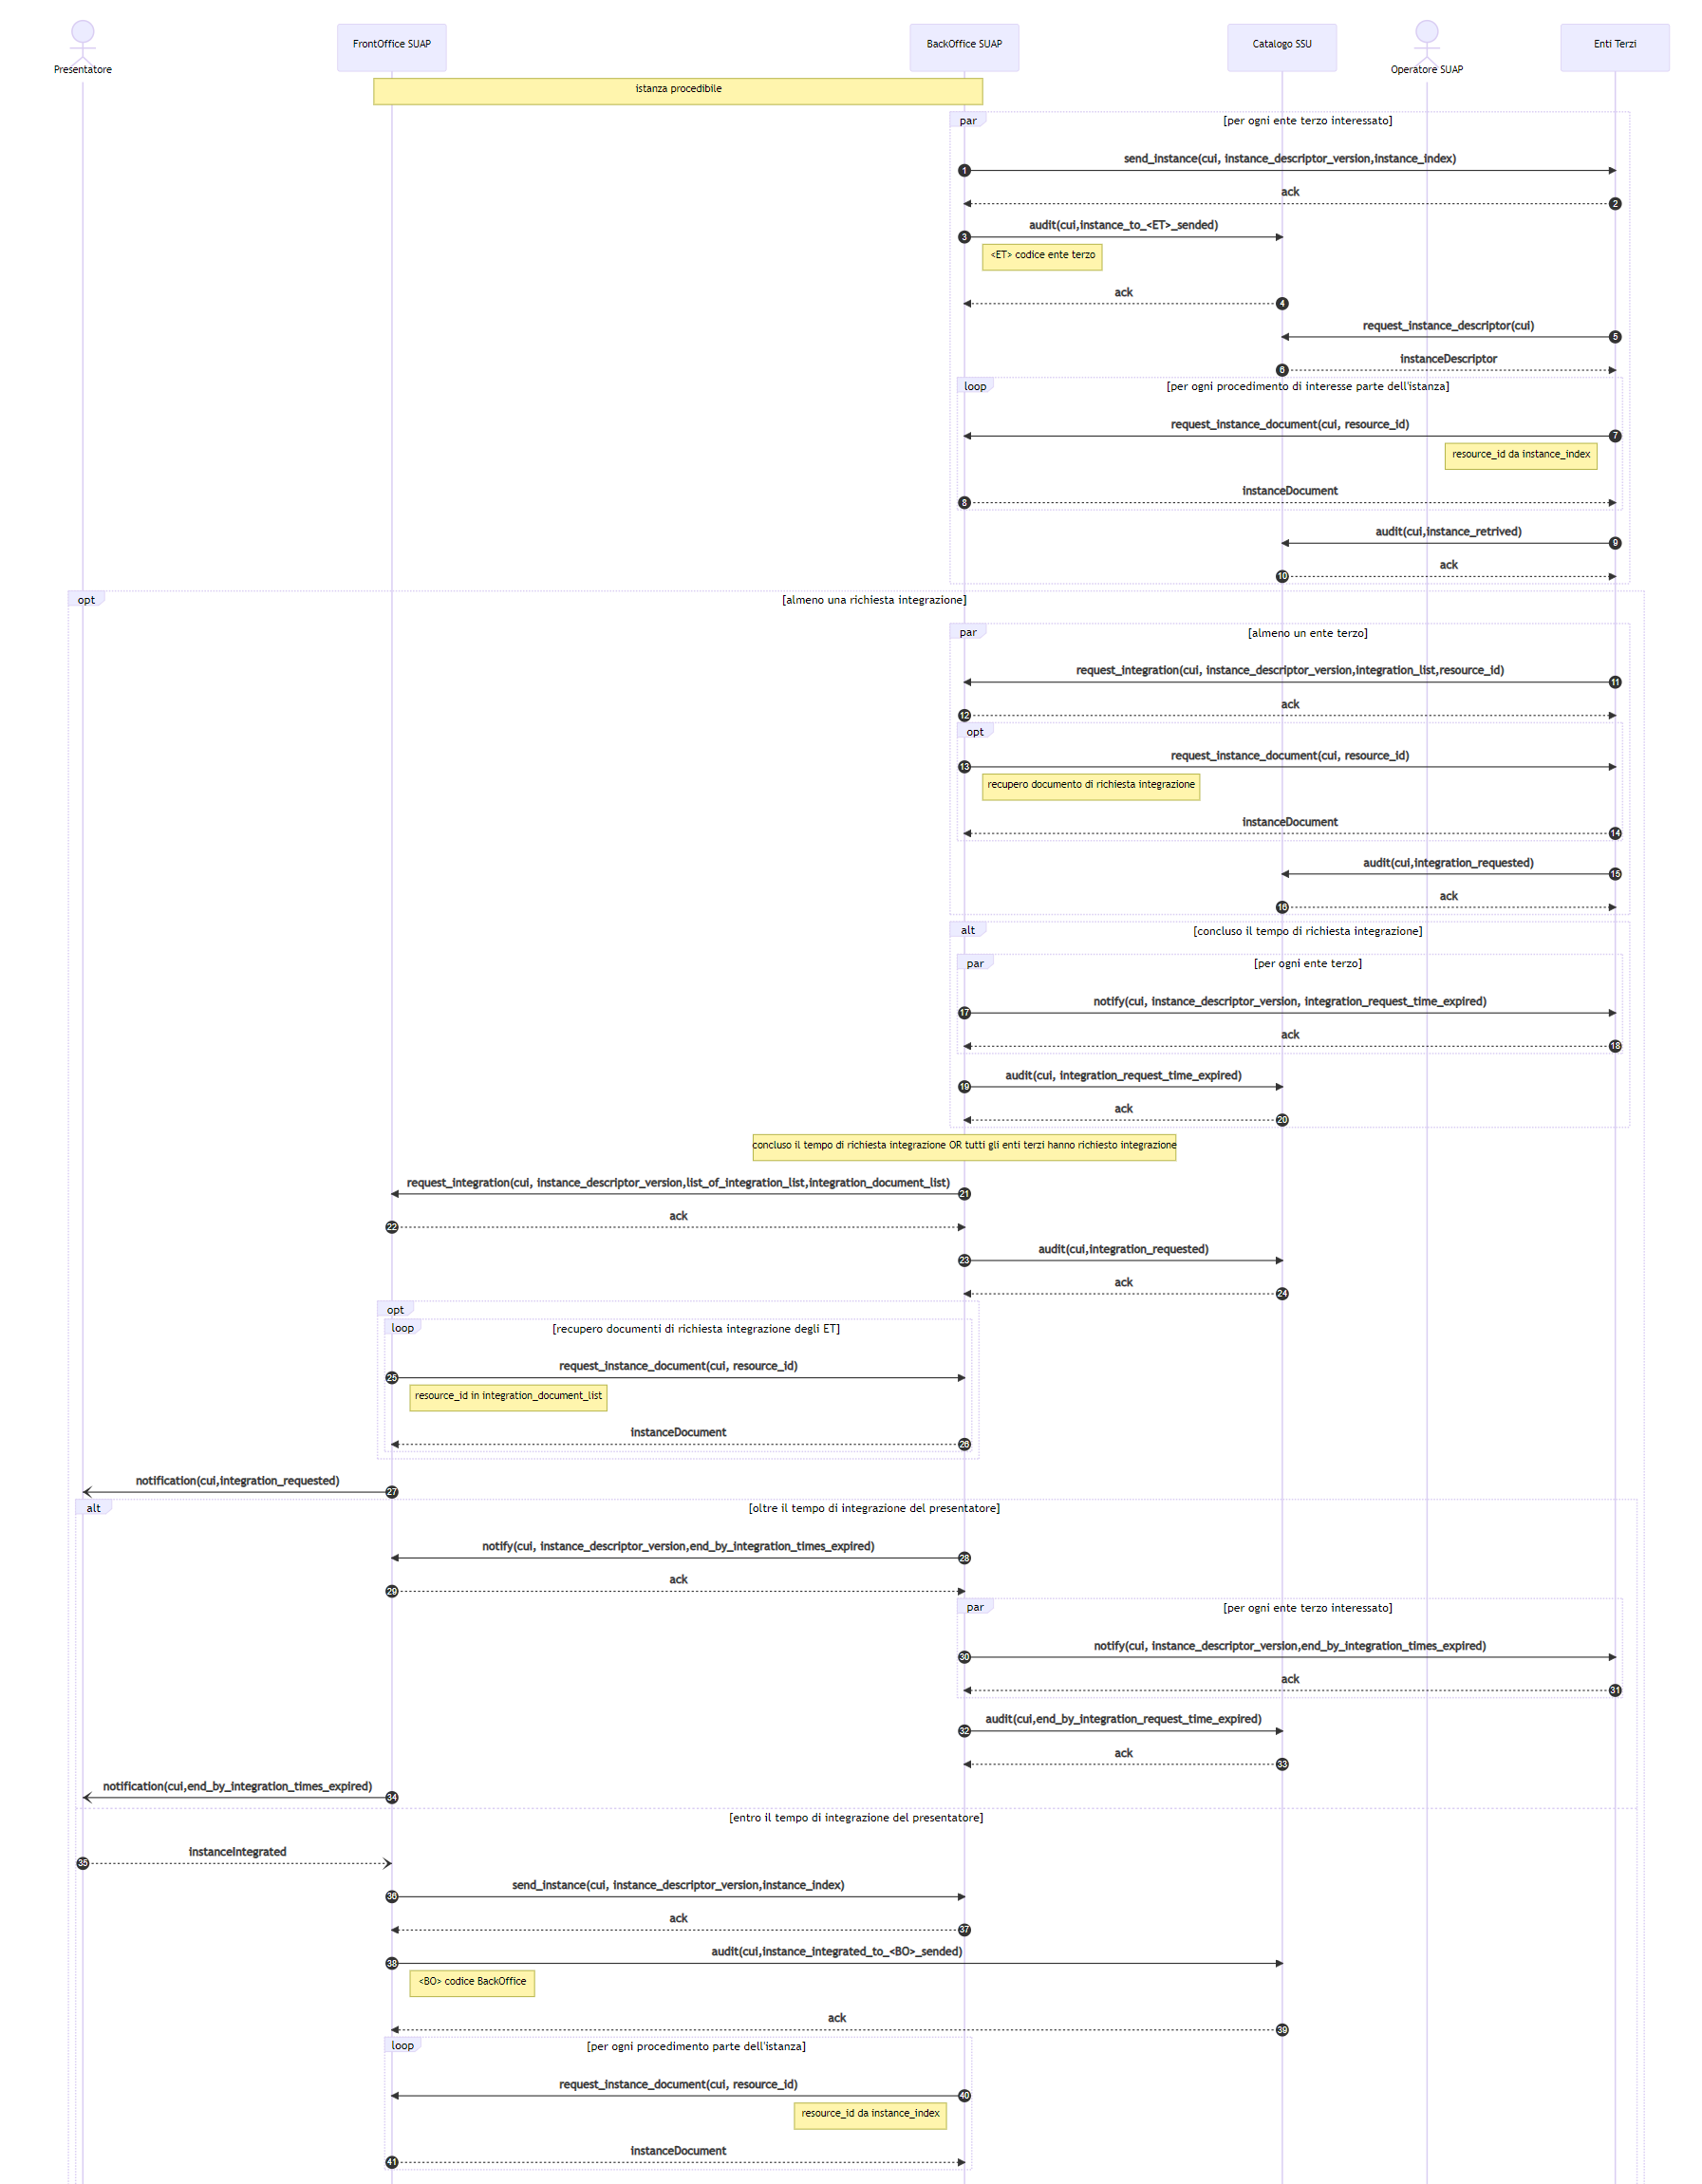 Presentatore
FrontOffice SUAP
BackOffice SUAP
Catalogo SSU
Operatore SUAP
Enti Terzi
istanza procedibile
par
[per ogni ente terzo interessato]
send_instance(cui, instance_descriptor_version,instance_index)
1
ack
2
audit(cui,instance_to_<ET>_sended)
3
<ET> codice ente terzo
ack
4
request_instance_descriptor(cui)
5
instanceDescriptor
6
loop
[per ogni procedimento di interesse parte dell'istanza]
request_instance_document(cui, resource_id)
7
resource_id da instance_index
instanceDocument
8
audit(cui,instance_retrived)
9
ack
10
opt
[almeno una richiesta integrazione]
par
[almeno un ente terzo]
request_integration(cui, instance_descriptor_version,integration_list,resource_id)
11
ack
12
opt
request_instance_document(cui, resource_id)
13
recupero documento di richiesta integrazione
instanceDocument
14
audit(cui,integration_requested)
15
ack
16
alt
[concluso il tempo di richiesta integrazione]
par
[per ogni ente terzo]
notify(cui, instance_descriptor_version, integration_request_time_expired)
17
ack
18
audit(cui, integration_request_time_expired)
19
ack
20
concluso il tempo di richiesta integrazione OR tutti gli enti terzi hanno richiesto integrazione
request_integration(cui, instance_descriptor_version,list_of_integration_list,integration_document_list)
21
ack
22
audit(cui,integration_requested)
23
ack
24
opt
loop
[recupero documenti di richiesta integrazione degli ET]
request_instance_document(cui, resource_id)
25
resource_id in integration_document_list
instanceDocument
26
notification(cui,integration_requested)
27
alt
[oltre il tempo di integrazione del presentatore]
notify(cui, instance_descriptor_version,end_by_integration_times_expired)
28
ack
29
par
[per ogni ente terzo interessato]
notify(cui, instance_descriptor_version,end_by_integration_times_expired)
30
ack
31
audit(cui,end_by_integration_request_time_expired)
32
ack
33
notification(cui,end_by_integration_times_expired)
34
[entro il tempo di integrazione del presentatore]
instanceIntegrated
35
send_instance(cui, instance_descriptor_version,instance_index)
36
ack
37
audit(cui,instance_integrated_to_<BO>_sended)
38
<BO> codice BackOffice
ack
39
loop
[per ogni procedimento parte dell'istanza]
request_instance_document(cui, resource_id)
40
resource_id da instance_index
instanceDocument
41